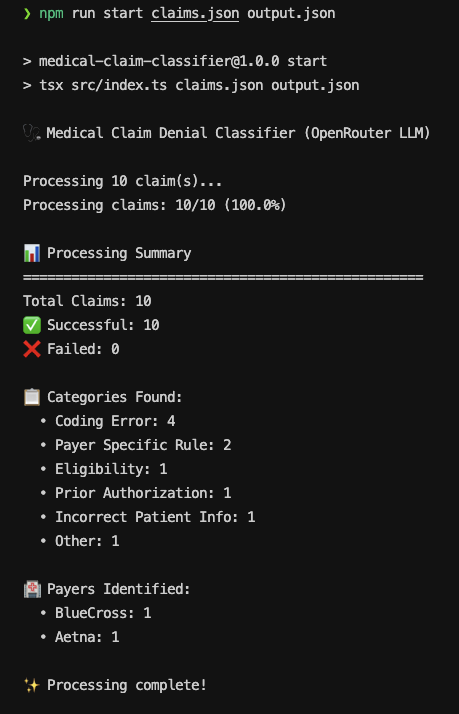 ❯ npm run start claims.json output.json
> medical-claim-classifier@1.0.0 start
> tsx src/index.ts claims.json output.json
🩺 Medical Claim Denial Classifier (OpenRouter LLM)
Processing 10 claim(s)...
Processing claims: 10/10 (100.0%)
📊 Processing Summary
==================================================
Total Claims: 10
✅ Successful: 10
❌ Failed: 0
📋 Categories Found:
• Coding Error: 4
• Payer Specific Rule: 2
• Eligibility: 1
• Prior Authorization: 1
• Incorrect Patient Info: 1
• Other: 1
🏥 Payers Identified:
• BlueCross: 1
• Aetna: 1
✨ Processing complete!